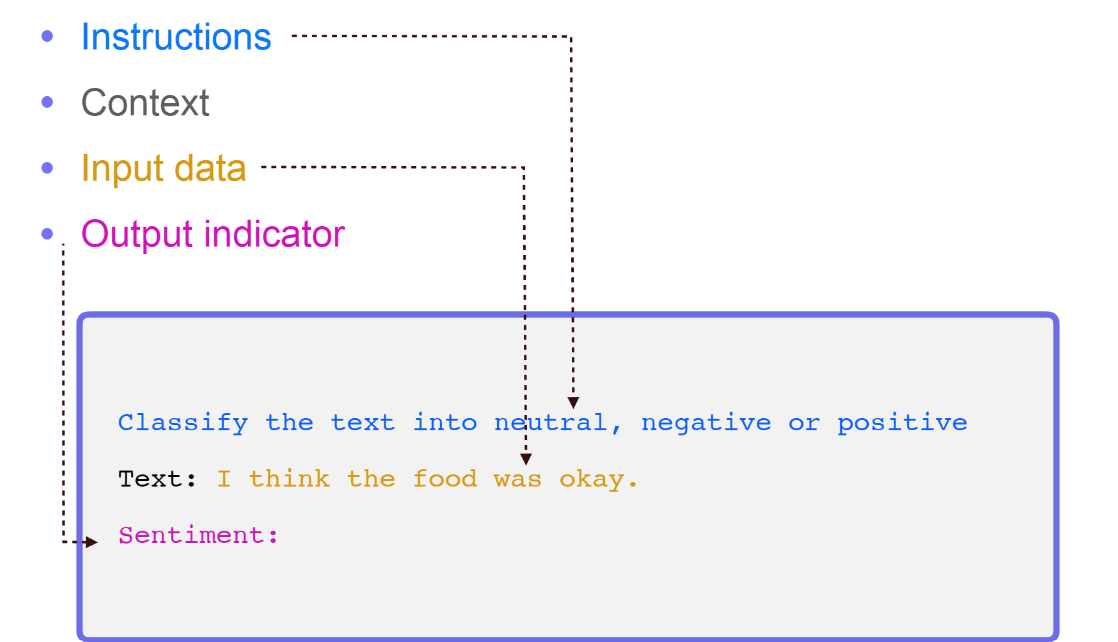 Instructions
Context
Input data
Output indicator
Classify the text into neutral, negative or positive
Text: I think the food was okay.
Sentiment: